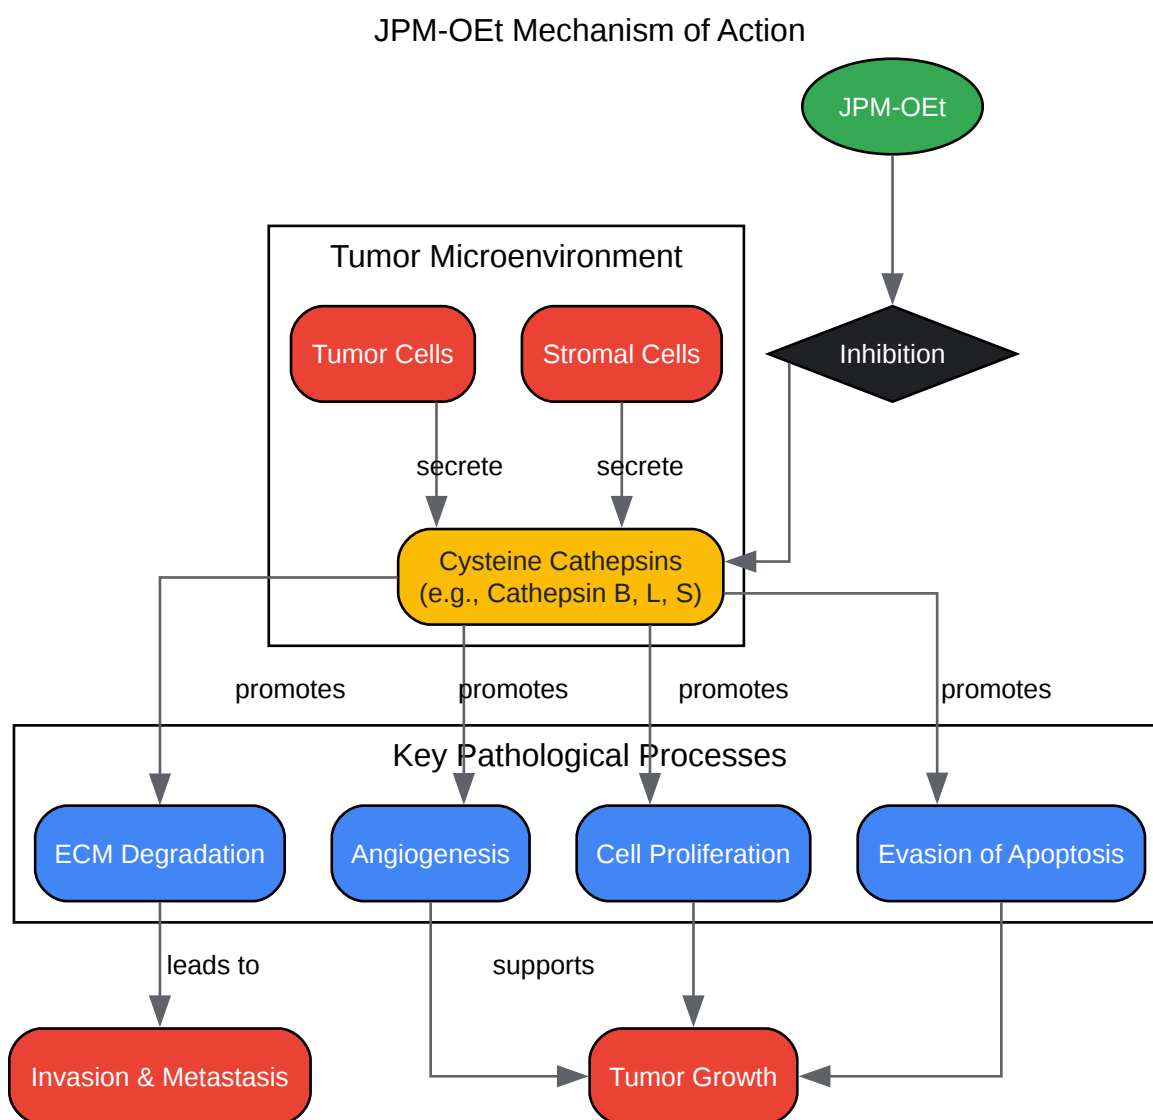 JPM-OEt Mechanism of Action
JPM-OEt
Tumor Microenvironment
Tumor Cells
Stromal Cells
Inhibition
secrete
secrete
Cysteine Cathepsins
(e.g., Cathepsin B, L, S)
promotes
promotes
promotes
promotes
Key Pathological Processes
ECM Degradation
Angiogenesis
Cell Proliferation
Evasion of Apoptosis
leads to
supports
Invasion & Metastasis
Tumor Growth